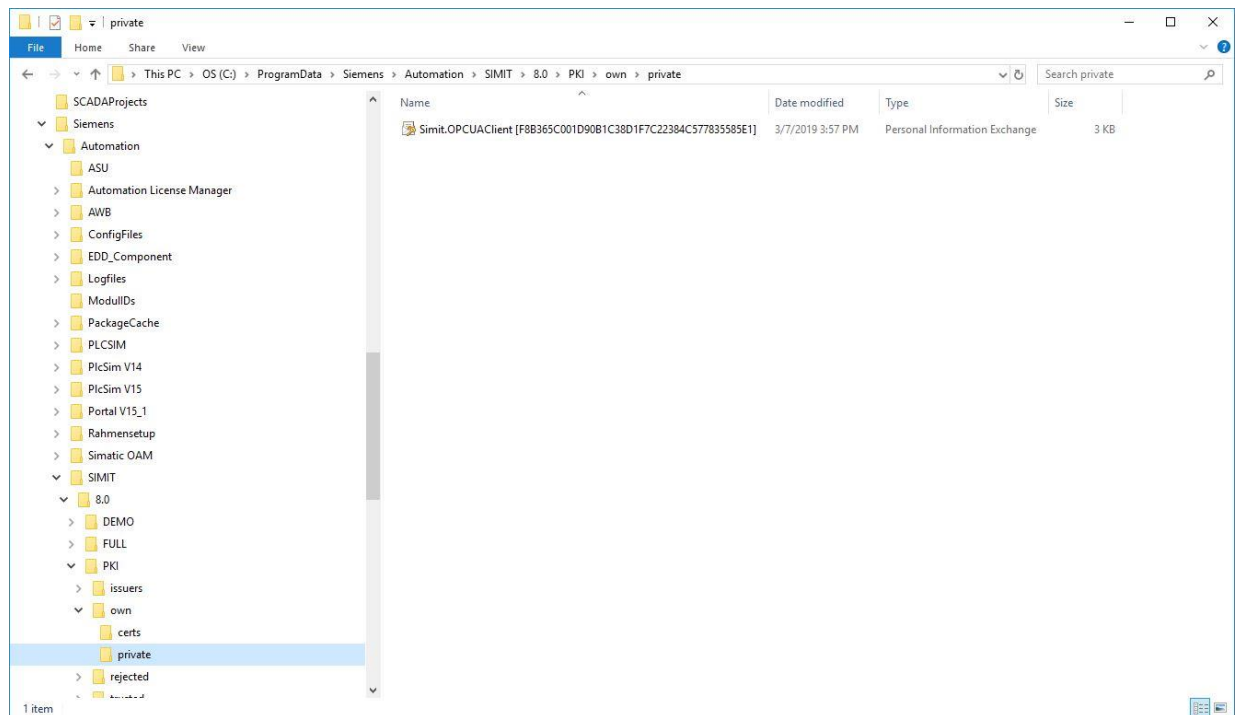 private
File Home Share View
This PC > OS (C:) > ProgramData > Siemens > Automation > SIMIT > 8.0 > PKI > own > private
Search private
SCADAProjects
Siemens
Automation
ASU
Automation License Manager
AWB
ConfigFiles
EDD_Component
Logfiles
ModulIDs
PackageCache
PLCSIM
PlcSim V14
PlcSim V15
Portal V15_1
Rahmensetup
Simatic OAM
SIMIT
8.0
DEMO
FULL
PKI
issuers
own
certs
private
rejected
Name Date modified Type Size
Simit.OPCUAClient [F8B365C001D90B1C38D1F7C22384C577835585E1] 3/7/2019 3:57 PM Personal Information Exchange 3 KB
1 item